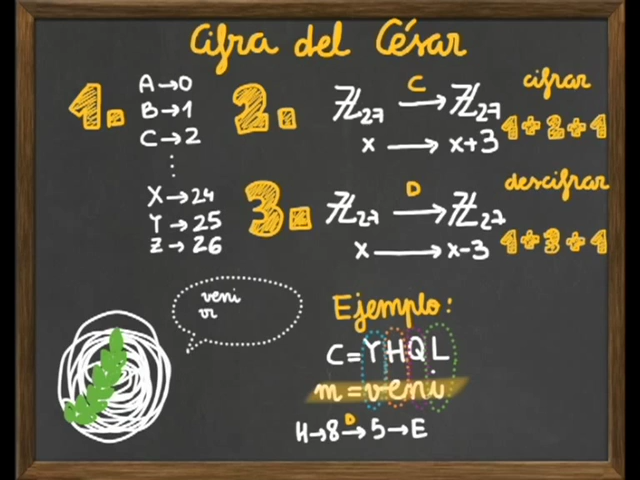 Cifra del César
1.
A→0
B→1
C→2
⋮
X→24
Y→25
Z→26
2.
ℤ27 —C→ ℤ27
x → x+3
cifrar
1+2+1
3.
ℤ27 —D→ ℤ27
x → x-3
descifrar
1+3+1
veni
vi
Ejemplo:
C=YHQL
m=veni
H→8 —D→ 5→E